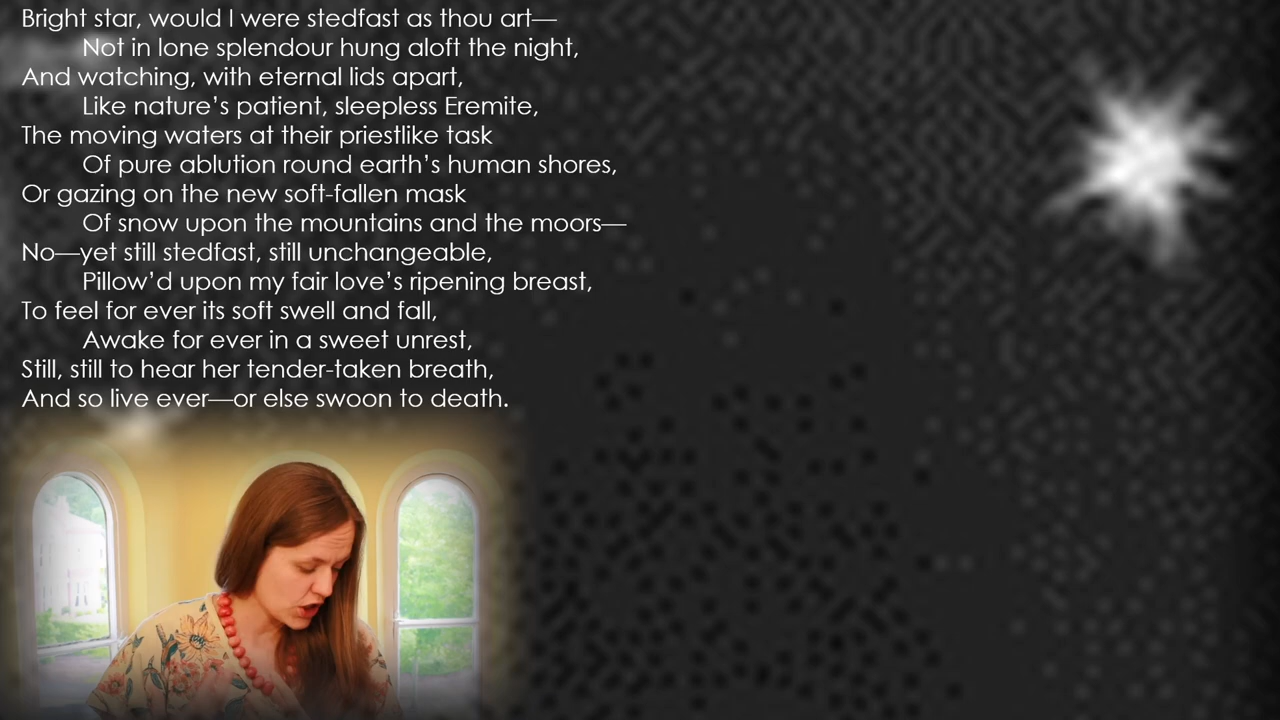 Bright star, would I were stedfast as thou art—
Not in lone splendour hung aloft the night,
And watching, with eternal lids apart,
Like nature’s patient, sleepless Eremite,
The moving waters at their priestlike task
Of pure ablution round earth’s human shores,
Or gazing on the new soft-fallen mask
Of snow upon the mountains and the moors—
No—yet still stedfast, still unchangeable,
Pillow’d upon my fair love’s ripening breast,
To feel for ever its soft swell and fall,
Awake for ever in a sweet unrest,
Still, still to hear her tender-taken breath,
And so live ever—or else swoon to death.